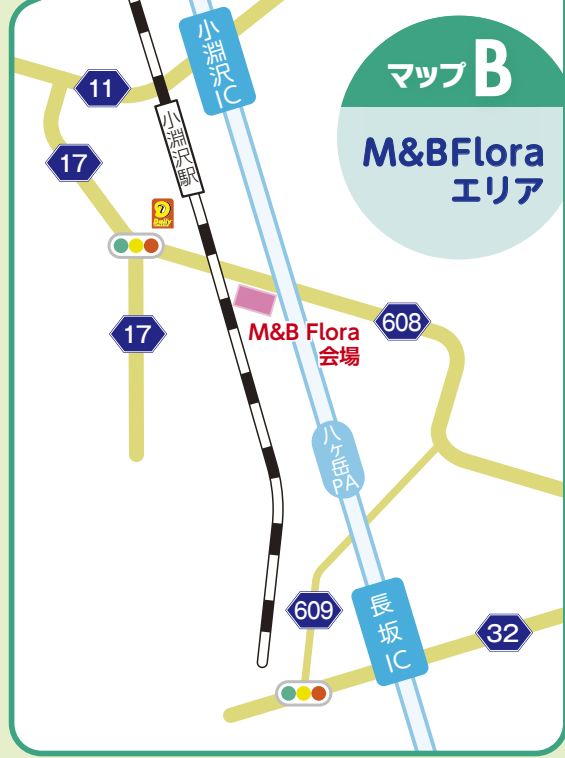 マップB
M&BFlora
エリア
小淵沢IC
11
小淵沢駅
17
Daily
17
M&B Flora
会場
608
八ヶ岳PA
609
長坂IC
32